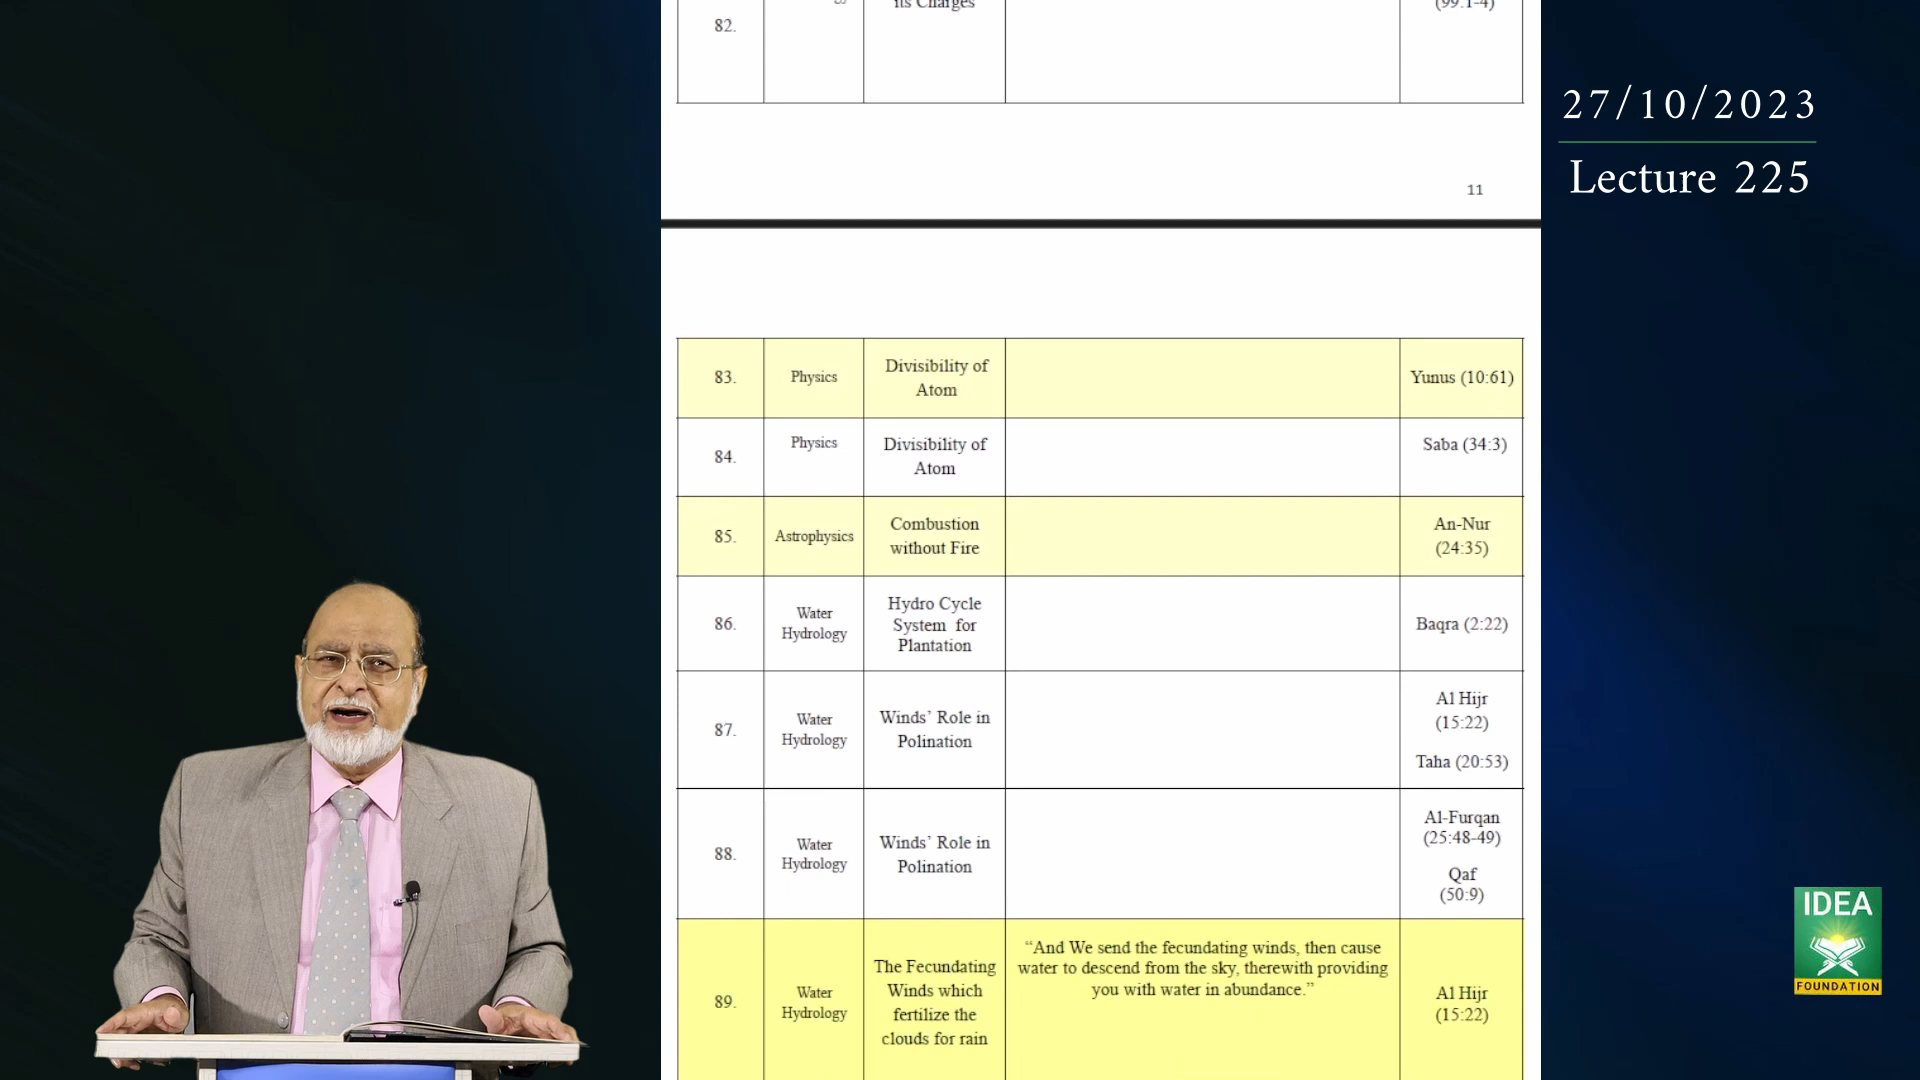 its Charges
(99:1-4)
82.
11
27/10/2023
Lecture 225
83.
Physics
Divisibility of
Atom
Yunus (10:61)
84.
Physics
Divisibility of
Atom
Saba (34:3)
85.
Astrophysics
Combustion
without Fire
An-Nur
(24:35)
86.
Water
Hydrology
Hydro Cycle
System for
Plantation
Baqra (2:22)
87.
Water
Hydrology
Winds’ Role in
Polination
Al Hijr
(15:22)
Taha (20:53)
88.
Water
Hydrology
Winds’ Role in
Polination
Al-Furqan
(25:48-49)
Qaf
(50:9)
89.
Water
Hydrology
The Fecundating
Winds which
fertilize the
clouds for rain
“And We send the fecundating winds, then cause
water to descend from the sky, therewith providing
you with water in abundance.”
Al Hijr
(15:22)
IDEA
FOUNDATION